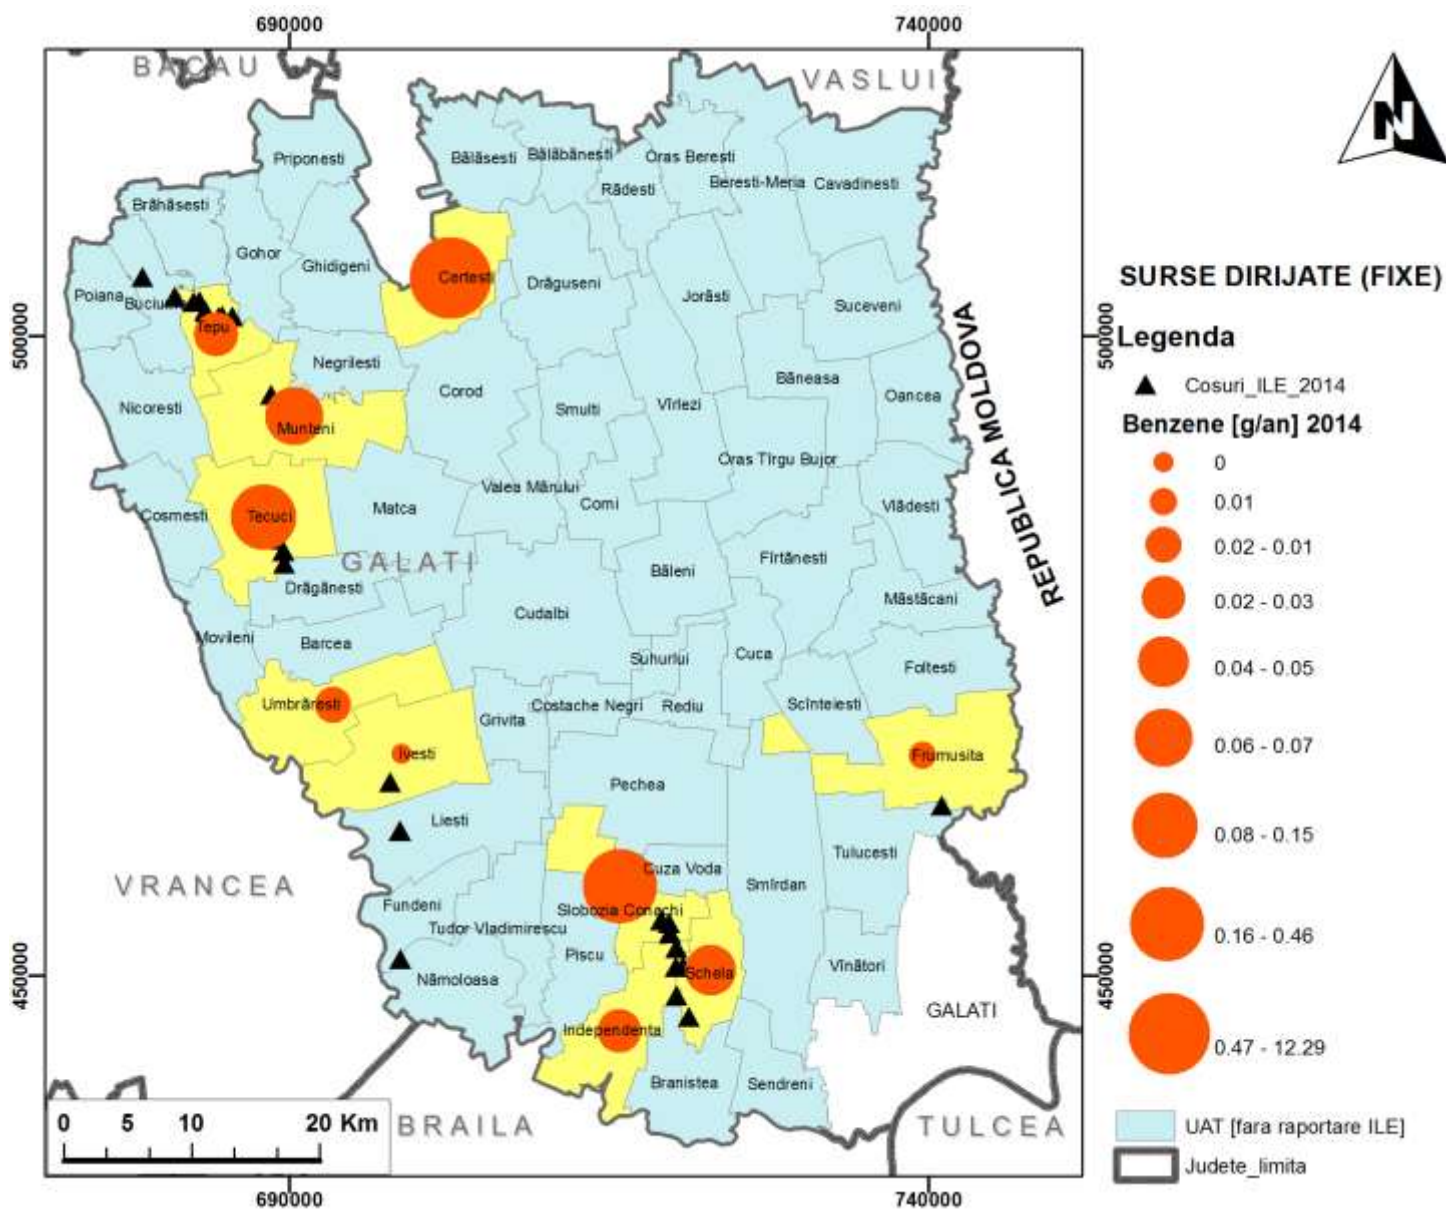 690000
740000
BACAU
VASLUI
Priponesti
Bălăsesti
Bălăbănesti
Oras Beresti
Rădesti
Beresti-Meria
Cavadinesti
Brăhăsesti
Gohor
Ghidigeni
Certesti
Drăguseni
Jorăsti
Suceveni
Poiana
Tepu
500000
500000
Negrilesti
Corod
Smulti
Vîrlezi
Băneasa
Oancea
Nicoresti
Munteni
Oras Tîrgu Bujor
Valea Mărului
Comi
Cosmesti
Tecuci
Matca
Vlădesti
GALATI
Drăgănesti
Băleni
Fîrtănesti
Măstăcani
Cudalbi
Movileni
Barcea
Suhurlui
Cuca
Foltesti
Umbrăresti
Grivita
Costache Negri
Rediu
Scînteiesti
Ivesti
Frumusita
Pechea
Liesti
Tulucesti
Cuza Voda
Smîrdan
VRANCEA
Fundeni
Slobozia Conachi
Tudor Vladimirescu
Piscu
Schela
Vînători
Nămoloasa
450000
450000
Independenta
GALATI
Branistea
Sendreni
BRAILA
TULCEA
0 5 10 20 Km
690000
740000
REPUBLICA MOLDOVA
N
SURSE DIRIJATE (FIXE)
Legenda
Cosuri_ILE_2014
Benzene [g/an] 2014
0
0.01
0.02 - 0.01
0.02 - 0.03
0.04 - 0.05
0.06 - 0.07
0.08 - 0.15
0.16 - 0.46
0.47 - 12.29
UAT [fara raportare ILE]
Judete_limita